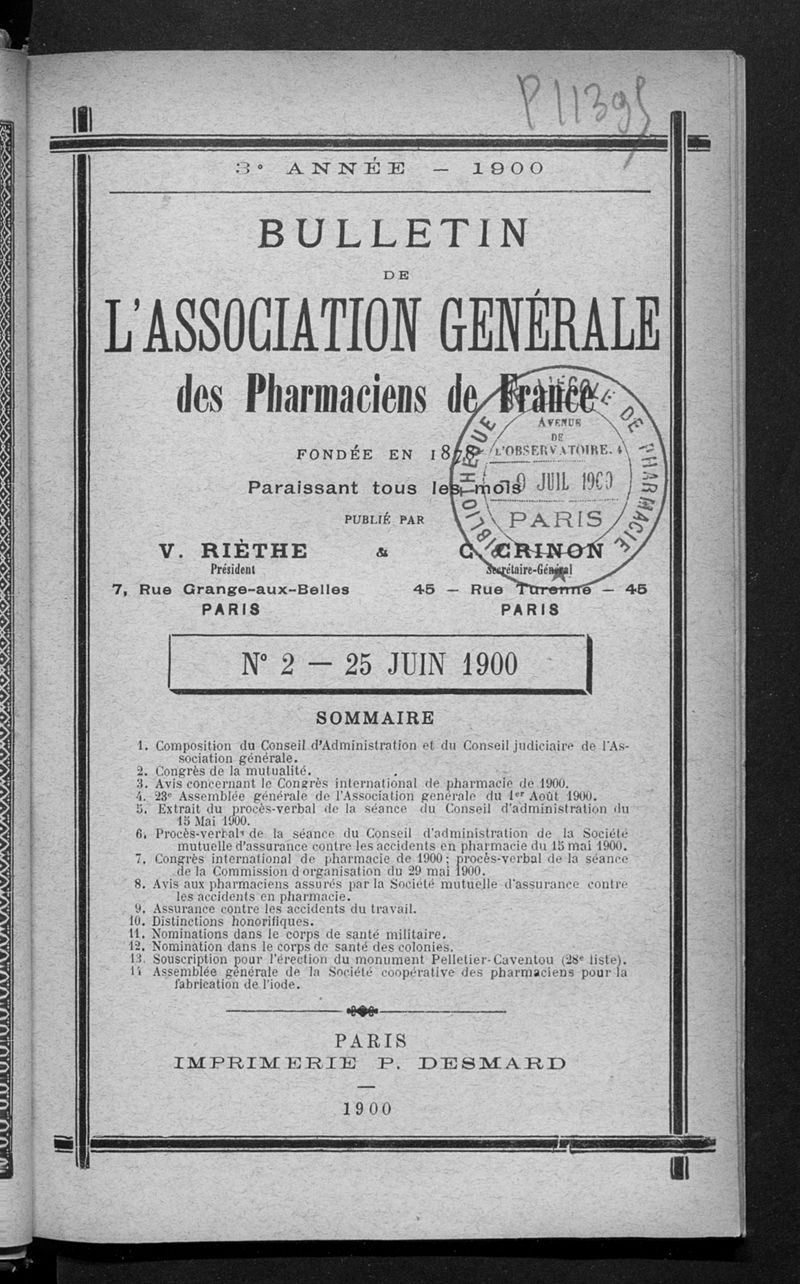 P 11395
3e ANNÉE — 1900
BULLETIN
DE
L'ASSOCIATION GENÉRALE
des Pharmaciens de France
FONDÉE EN
Paraissant tous les mois
PUBLIÉ PAR
V. RIÈTHE & C. CRINON
Président Secrétaire-Général
7, Rue Grange-aux-Belles 45 — Rue Turenne — 45
PARIS PARIS
BIBLIOTHÈQUE DE L'ÉCOLE DE PHARMACIE
AVENUE
DE
L'OBSERVATOIRE. 4
JUIL 1900
PARIS
N° 2 — 25 JUIN 1900
SOMMAIRE
1. Composition du Conseil d'Administration et du Conseil judiciaire de l'As-
sociation générale.
2. Congrès de la mutualité.
3. Avis concernant le Congrès international de pharmacie de 1900.
4. 23e Assemblée générale de l'Association générale du 1er Août 1900.
5. Extrait du procès-verbal de la séance du Conseil d'administration du
15 Mai 1900.
6. Procès-verbals de la séance du Conseil d'administration de la Société
mutuelle d'assurance contre les accidents en pharmacie du 15 mai 1900.
7. Congrès international de pharmacie de 1900; procès-verbal de la séance
de la Commission d organisation du 29 mai 1900.
8. Avis aux pharmaciens assurés par la Société mutuelle d'assurance contre
les accidents en pharmacie.
9. Assurance contre les accidents du travail.
10. Distinctions honorifiques.
11. Nominations dans le corps de santé militaire.
12. Nomination dans le corps de santé des colonies.
13. Souscription pour l'érection du monument Pelletier-Caventou (28e liste).
14 Assemblée générale de la Société coopérative des pharmaciens pour la
fabrication de l'iode.
PARIS
IMPRIMERIE P. DESMARD
1900